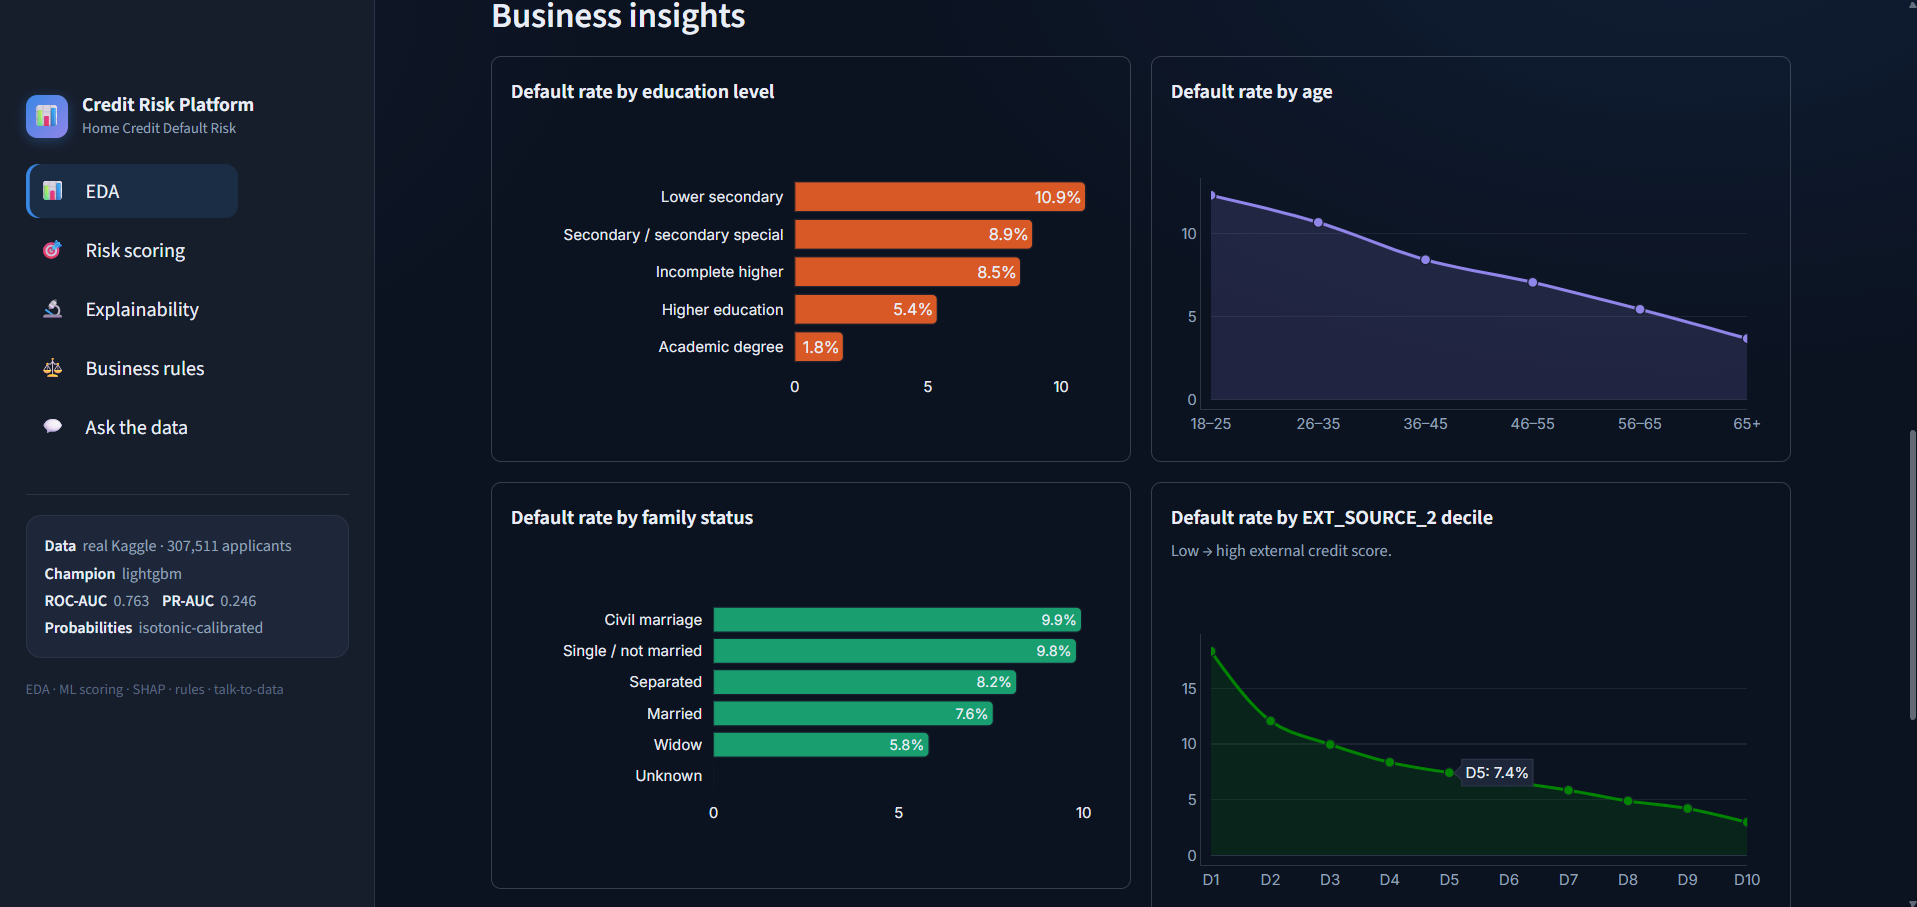 Business insights
Credit Risk Platform
Home Credit Default Risk
EDA
Risk scoring
Explainability
Business rules
Ask the data
Data real Kaggle · 307,511 applicants
Champion lightgbm
ROC-AUC 0.763 PR-AUC 0.246
Probabilities isotonic-calibrated
EDA · ML scoring · SHAP · rules · talk-to-data
Default rate by education level
Lower secondary 10.9%
Secondary / secondary special 8.9%
Incomplete higher 8.5%
Higher education 5.4%
Academic degree 1.8%
0 5 10
Default rate by age
10
5
0
18–25 26–35 36–45 46–55 56–65 65+
Default rate by family status
Civil marriage 9.9%
Single / not married 9.8%
Separated 8.2%
Married 7.6%
Widow 5.8%
Unknown
0 5 10
Default rate by EXT_SOURCE_2 decile
Low → high external credit score.
15
10
D5: 7.4%
5
0
D1 D2 D3 D4 D5 D6 D7 D8 D9 D10